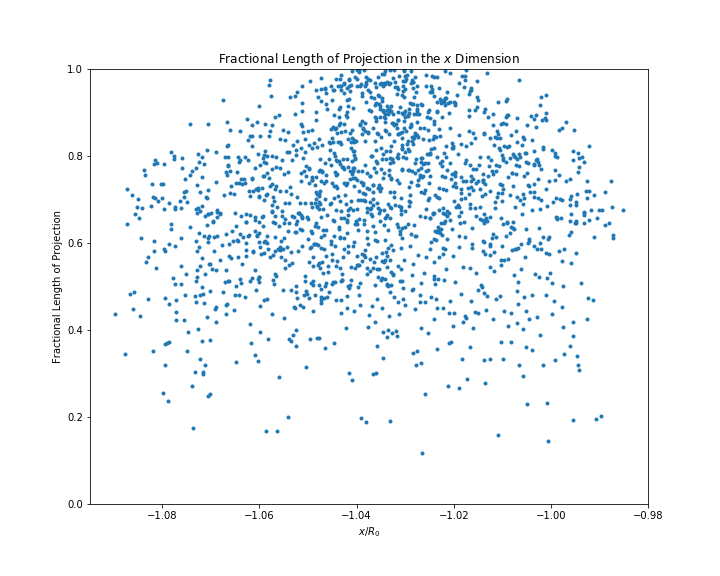 Fractional Length of Projection in the x Dimension
Fractional Length of Projection
1.0
0.8
0.6
0.4
0.2
0.0
−1.08 −1.06 −1.04 −1.02 −1.00 −0.98
x/R₀